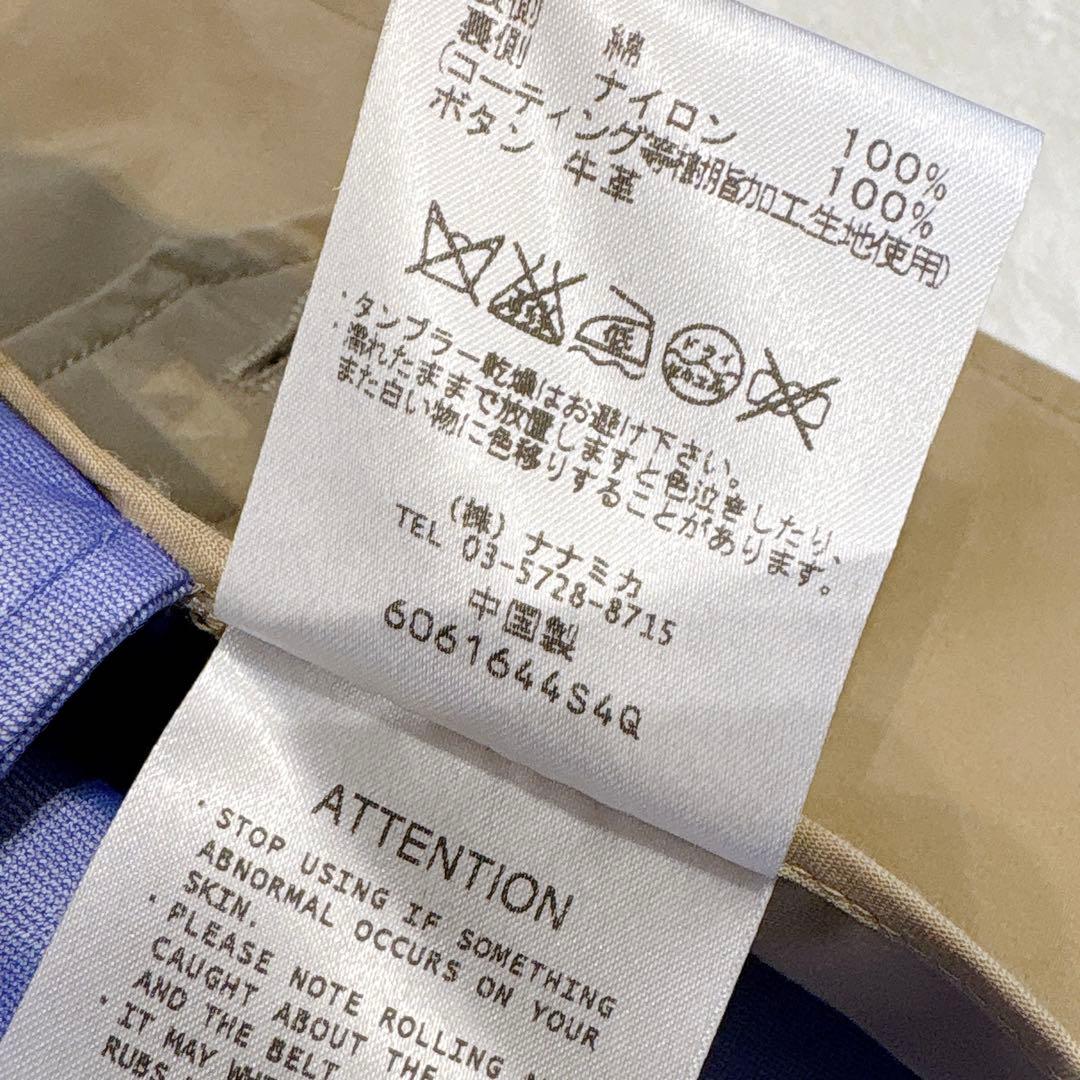 表側 綿 100%
裏側 ナイロン 100%
(コーティング等樹脂加工生地使用)
ボタン 牛革
低
ドライ
・タンブラー乾燥はお避け下さい。
・濡れたままで放置しますと色泣きしたり、
また白い物に色移りすることがあります。
(株) ナナミカ
TEL 03-5728-8715
中国製
6061644S4Q
ATTENTION
・STOP USING IF SOMETHING
ABNORMAL OCCURS ON YOUR
SKIN.
・PLEASE NOTE ROLLING
CAUGHT ABOUT THE
AND THE BELT
・IT MAY
RUBS